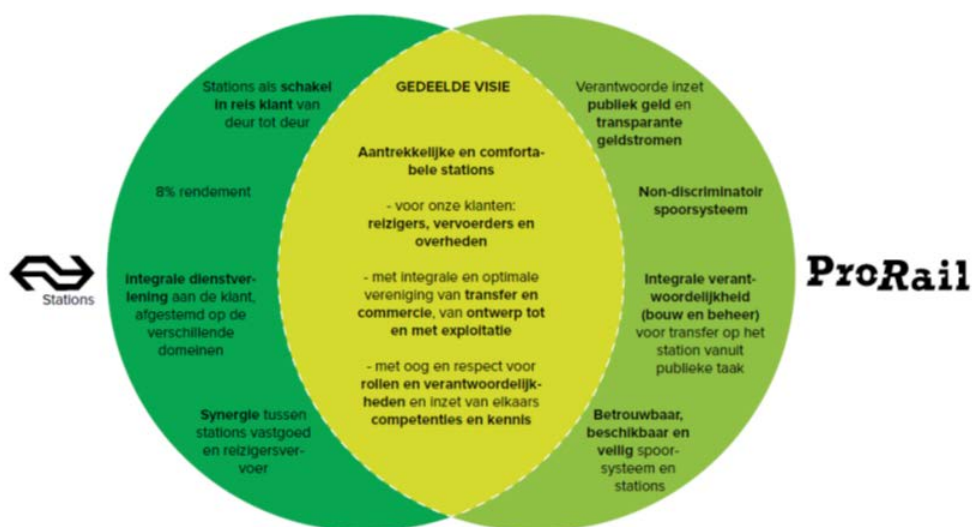 Stations als schakel
in reis klant van
deur tot deur
8% rendement
integrale dienstver-
lening aan de klant,
afgestemd op de
verschillende
domeinen
Synergie tussen
stations vastgoed
en reizigersver-
voer
Stations
GEDEELDE VISIE
Aantrekkelijke en comforta-
bele stations
- voor onze klanten:
reizigers, vervoerders en
overheden
- met integrale en optimale
vereniging van transfer en
commercie, van ontwerp tot
en met exploitatie
- met oog en respect voor
rollen en verantwoordelijk-
heden en inzet van elkaars
competenties en kennis
Verantwoorde inzet
publiek geld en
transparante
geldstromen
Non-discriminatoir
spoorsysteem
Integrale verant-
woordelijkheid
(bouw en beheer)
voor transfer op het
station vanuit
publieke taak
Betrouwbaar,
beschikbaar en
veilig spoor-
systeem en
stations
ProRail